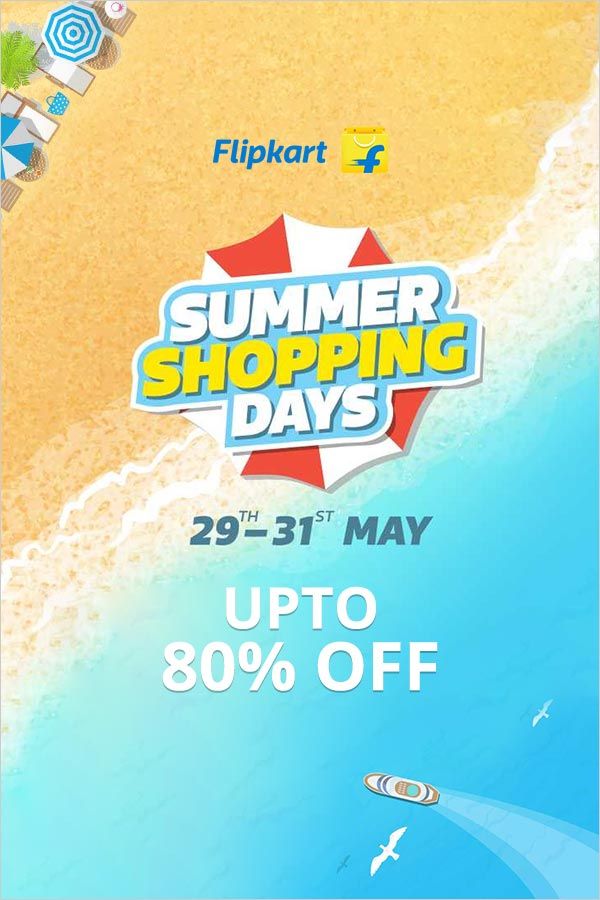 Flipkart
SUMMER
SHOPPING
DAYS
29TH – 31ST MAY
UPTO
80% OFF